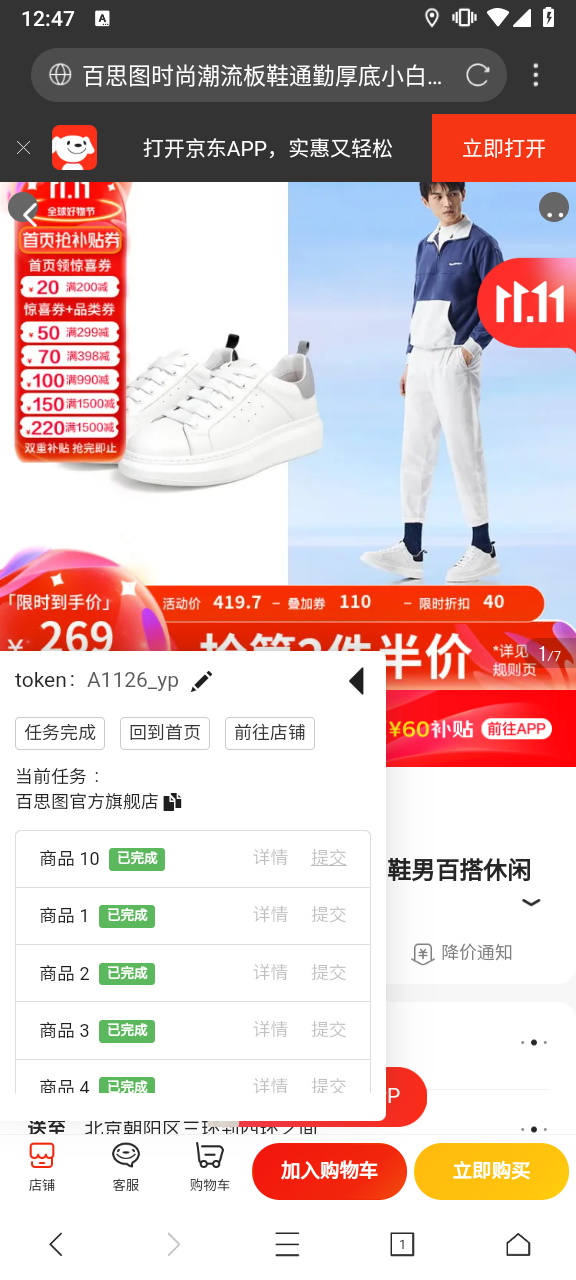 12:47
A
百思图时尚潮流板鞋通勤厚底小白...
打开京东APP，实惠又轻松
立即打开
11.11
全球好物节
首页抢补贴券
首页领惊喜券
¥20 满200减
惊喜券+品类券
¥50 满299减
¥70 满398减
¥100 满990减
¥150 满1500减
¥220 满1500减
双重补贴 抢完即止
11.11
「限时到手价」
¥269
活动价 419.7 – 叠加券 110 – 限时折扣 40
抢第2件半价
*详见
规则页
1/7
token： A1126_yp
任务完成
回到首页
前往店铺
¥60补贴
前往APP
当前任务：
百思图官方旗舰店
商品 10 已完成 详情 提交
鞋男百搭休闲
商品 1 已完成 详情 提交
降价通知
商品 2 已完成 详情 提交
商品 3 已完成 详情 提交
商品 4 已完成 详情 提交
P
送至 北京朝阳区三环到四环之间
店铺
客服
购物车
加入购物车
立即购买
1